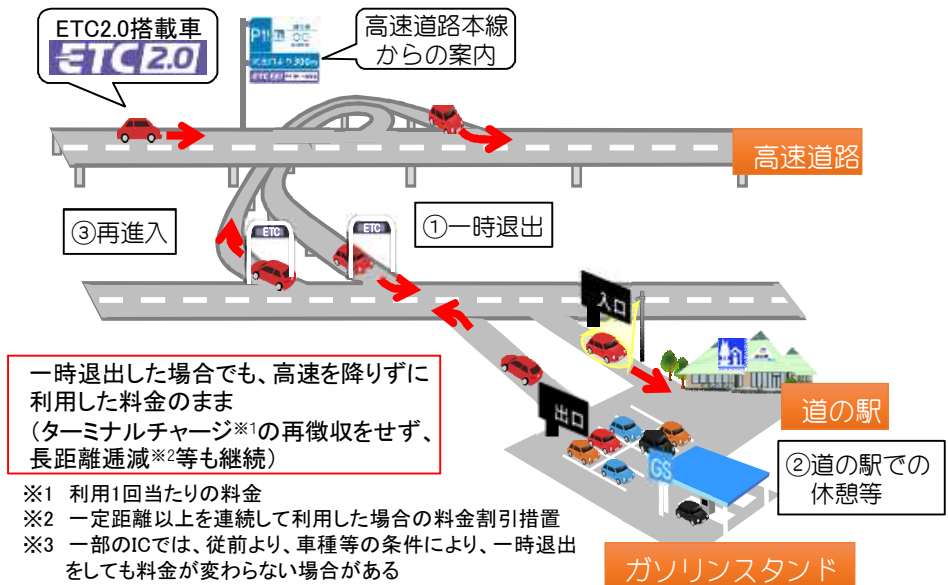 ETC2.0搭載車
ETC 2.0
高速道路本線
からの案内
高速道路
③再進入
①一時退出
ETC
ETC
入口
一時退出した場合でも、高速を降りずに
利用した料金のまま
(ターミナルチャージ※1の再徴収をせず、
長距離逓減※2等も継続)
出口
道の駅
GS
②道の駅での
休憩等
※1 利用1回当たりの料金
※2 一定距離以上を連続して利用した場合の料金割引措置
※3 一部のICでは、従前より、車種等の条件により、一時退出
をしても料金が変わらない場合がある
ガソリンスタンド